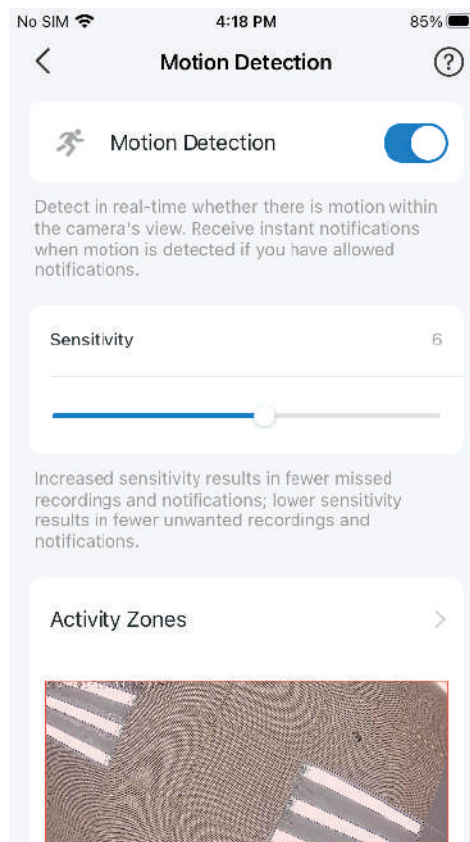 No SIM 4:18 PM 85%
Motion Detection ?
Motion Detection
Detect in real-time whether there is motion within
the camera's view. Receive instant notifications
when motion is detected if you have allowed
notifications.
Sensitivity 6
Increased sensitivity results in fewer missed
recordings and notifications; lower sensitivity
results in fewer unwanted recordings and
notifications.
Activity Zones